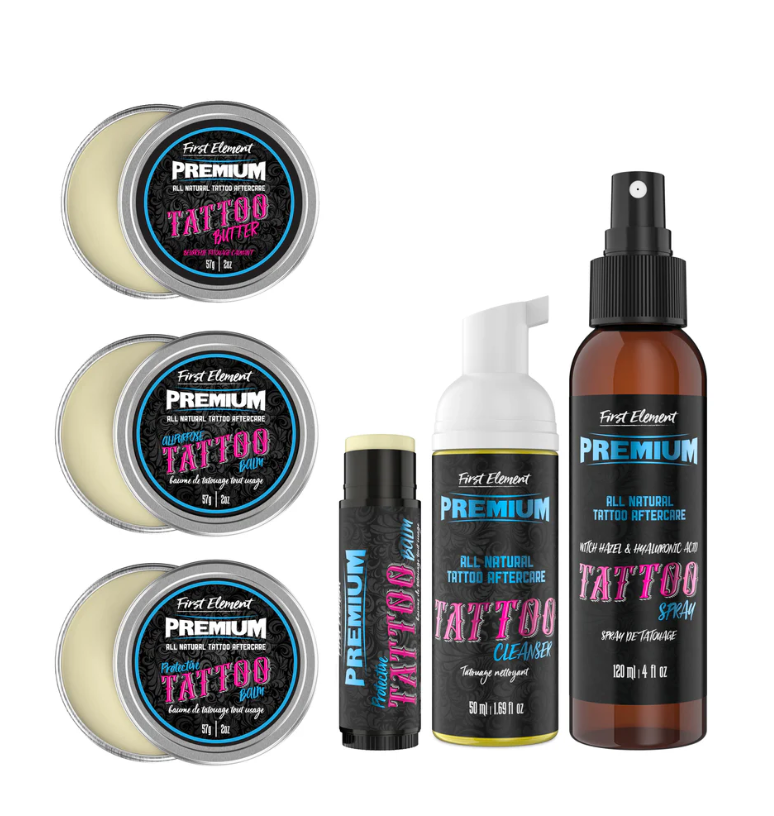 First Element
PREMIUM
ALL NATURAL TATTOO AFTERCARE
TATTOO
BUTTER
57g | 2oz
First Element
PREMIUM
ALL NATURAL TATTOO AFTERCARE
ALLPURPOSE
TATTOO
BALM
baume de tatouage tout usage
57g | 2oz
First Element
PREMIUM
ALL NATURAL TATTOO AFTERCARE
Protective
TATTOO
BALM
baume de tatouage tout usage
57g | 2oz
PREMIUM
Protective
TATTOO BALM
First Element
PREMIUM
ALL NATURAL
TATTOO AFTERCARE
TATTOO
CLEANSER
Tatouage nettoyant
50 ml | 1.69 fl oz
First Element
PREMIUM
ALL NATURAL
TATTOO AFTERCARE
WITCH HAZEL & HYALURONIC ACID
TATTOO
SPRAY
SPRAY DE TATOUAGE
120 ml | 4 fl oz